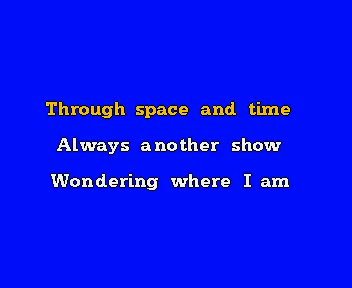 Through space and time
Always another show
Wondering where I am